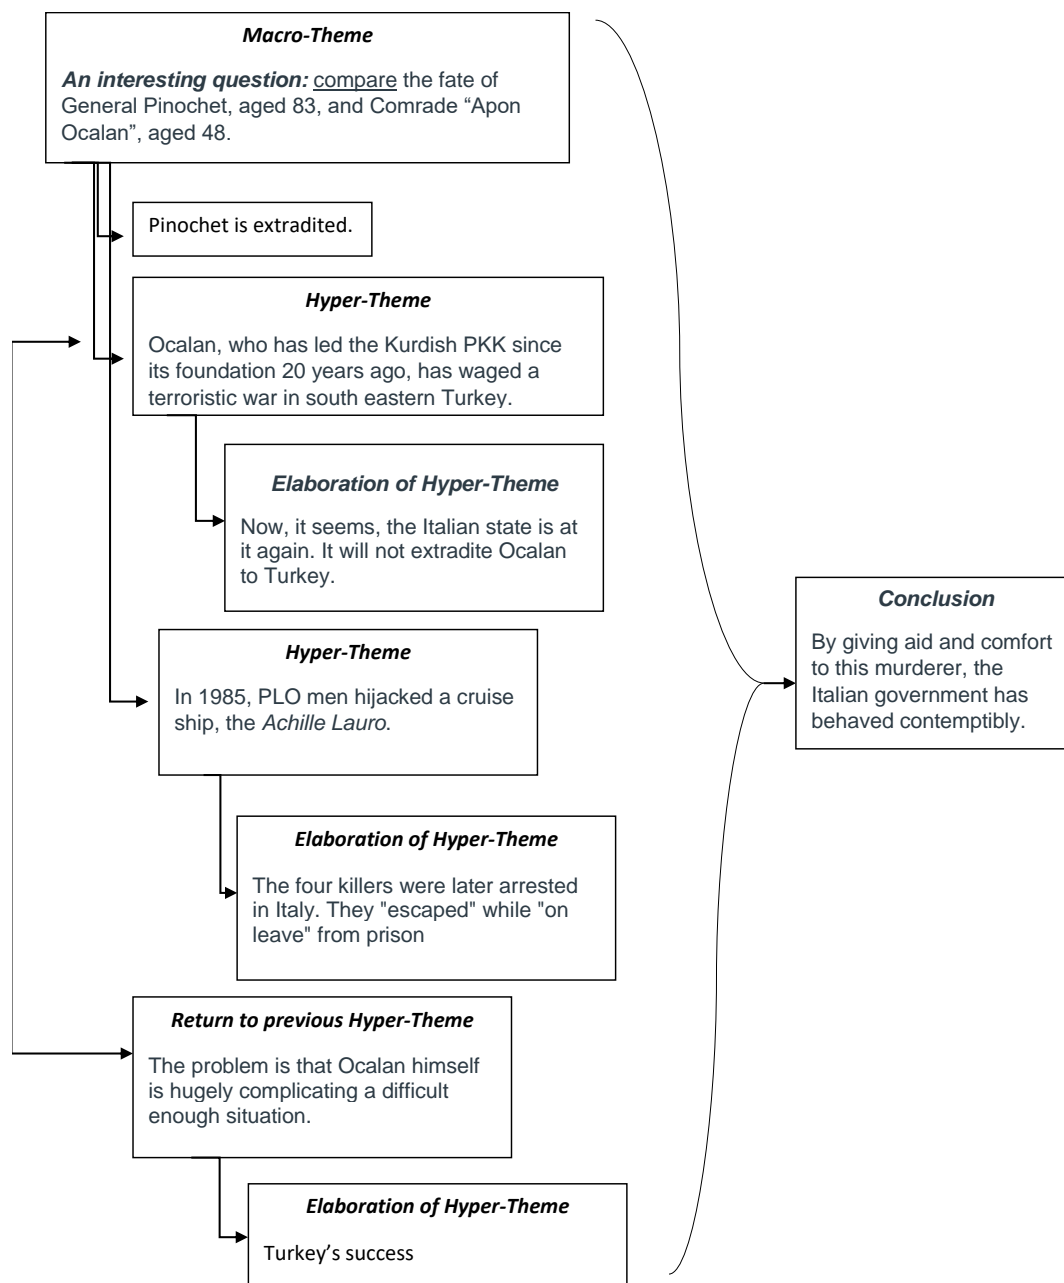 Macro-Theme
An interesting question: compare the fate of
General Pinochet, aged 83, and Comrade “Apon
Ocalan”, aged 48.
Pinochet is extradited.
Hyper-Theme
Ocalan, who has led the Kurdish PKK since
its foundation 20 years ago, has waged a
terroristic war in south eastern Turkey.
Elaboration of Hyper-Theme
Now, it seems, the Italian state is at
it again. It will not extradite Ocalan
to Turkey.
Hyper-Theme
In 1985, PLO men hijacked a cruise
ship, the Achille Lauro.
Elaboration of Hyper-Theme
The four killers were later arrested
in Italy. They "escaped" while "on
leave" from prison
Return to previous Hyper-Theme
The problem is that Ocalan himself
is hugely complicating a difficult
enough situation.
Elaboration of Hyper-Theme
Turkey’s success
Conclusion
By giving aid and comfort
to this murderer, the
Italian government has
behaved contemptibly.